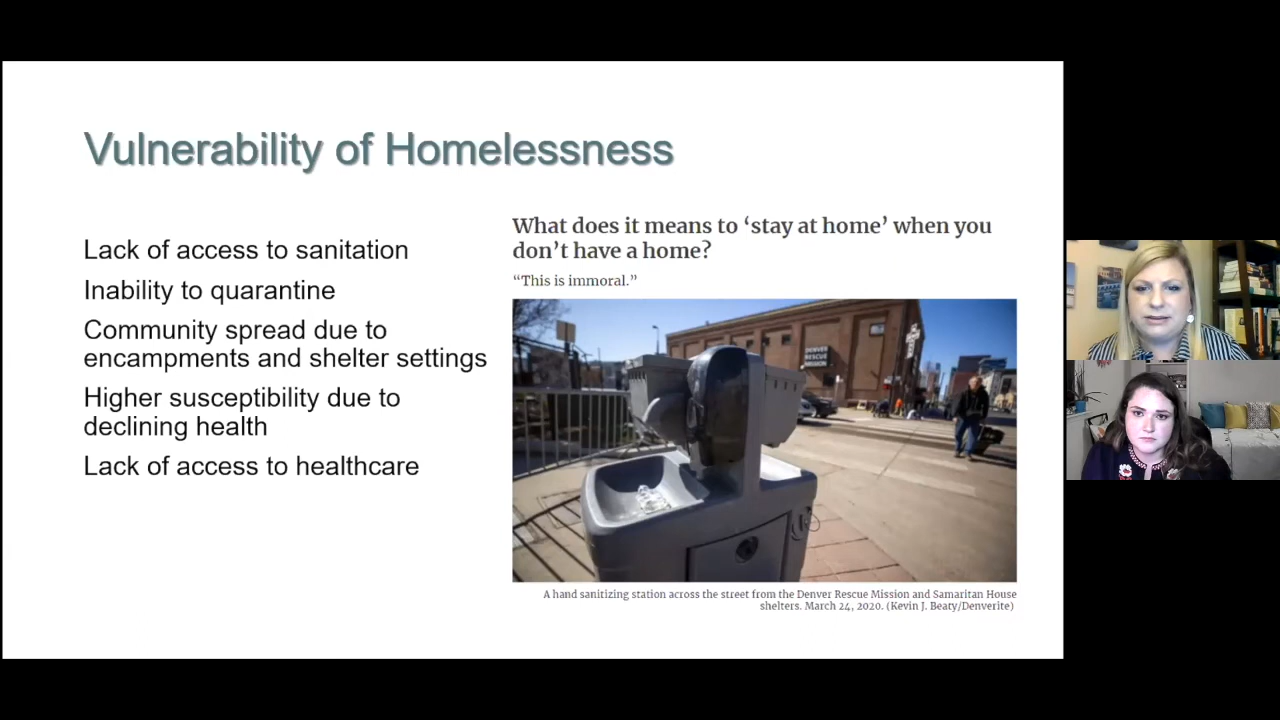 Vulnerability of Homelessness
Lack of access to sanitation
Inability to quarantine
Community spread due to
encampments and shelter settings
Higher susceptibility due to
declining health
Lack of access to healthcare
What does it means to ‘stay at home’ when you
don’t have a home?
“This is immoral.”
DENVER
RESCUE
MISSION
A hand sanitizing station across the street from the Denver Rescue Mission and Samaritan House
shelters. March 24, 2020. (Kevin J. Beaty/Denverite)